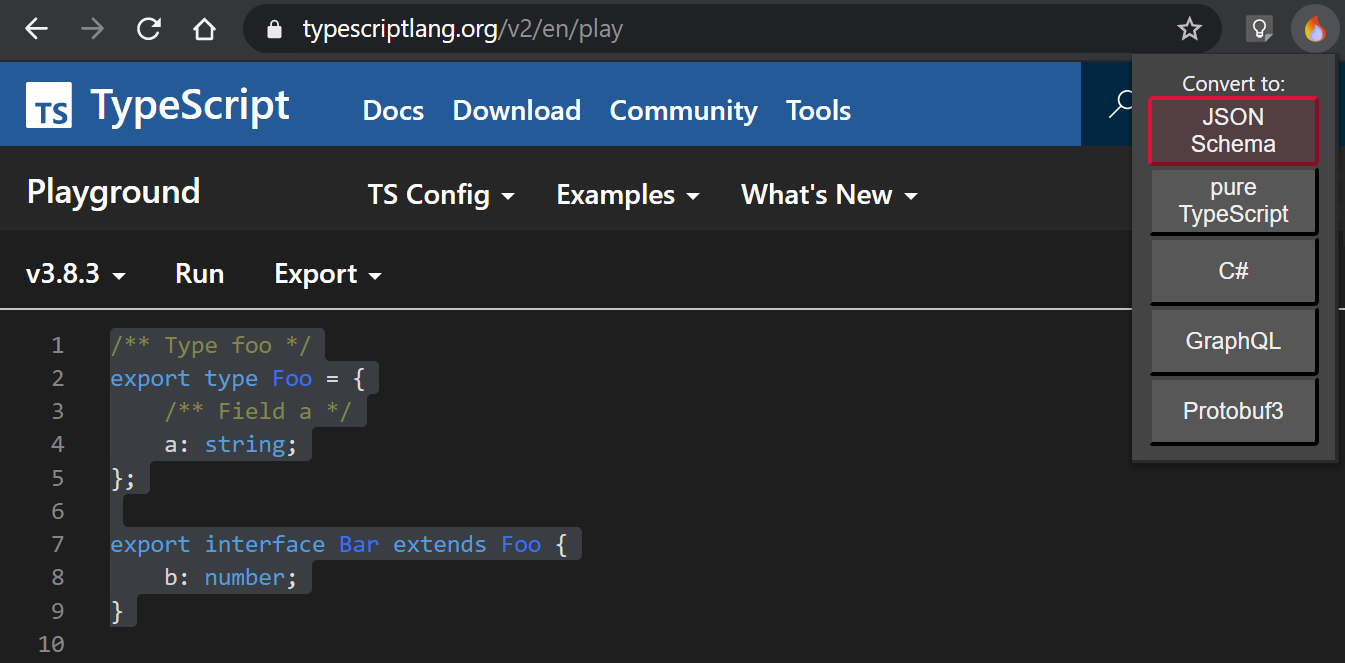 typescriptlang.org/v2/en/play
TS TypeScript Docs Download Community Tools
Convert to:
JSON
Schema
pure
TypeScript
C#
GraphQL
Protobuf3
Playground TS Config Examples What's New
v3.8.3 Run Export
1 /** Type foo */
2 export type Foo = {
3 /** Field a */
4 a: string;
5 };
6
7 export interface Bar extends Foo {
8 b: number;
9 }
10